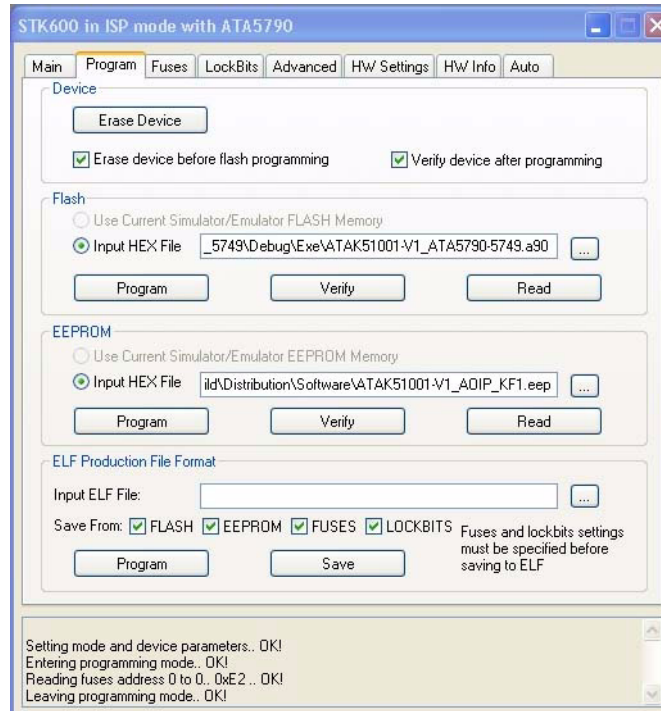 STK600 in ISP mode with ATA5790
Main Program Fuses LockBits Advanced HW Settings HW Info Auto
Device
Erase Device
Erase device before flash programming Verify device after programming
Flash
Use Current Simulator/Emulator FLASH Memory
Input HEX File _5749\Debug\Exe\ATAK51001-V1_ATA5790-5749.a90 ...
Program Verify Read
EEPROM
Use Current Simulator/Emulator EEPROM Memory
Input HEX File ild\Distribution\Software\ATAK51001-V1_AOIP_KF1.eep ...
Program Verify Read
ELF Production File Format
Input ELF File: ...
Save From: FLASH EEPROM FUSES LOCKBITS
Fuses and lockbits settings
must be specified before
saving to ELF
Program Save
Setting mode and device parameters.. OK!
Entering programming mode.. OK!
Reading fuses address 0 to 0.. 0xE2 .. OK!
Leaving programming mode.. OK!